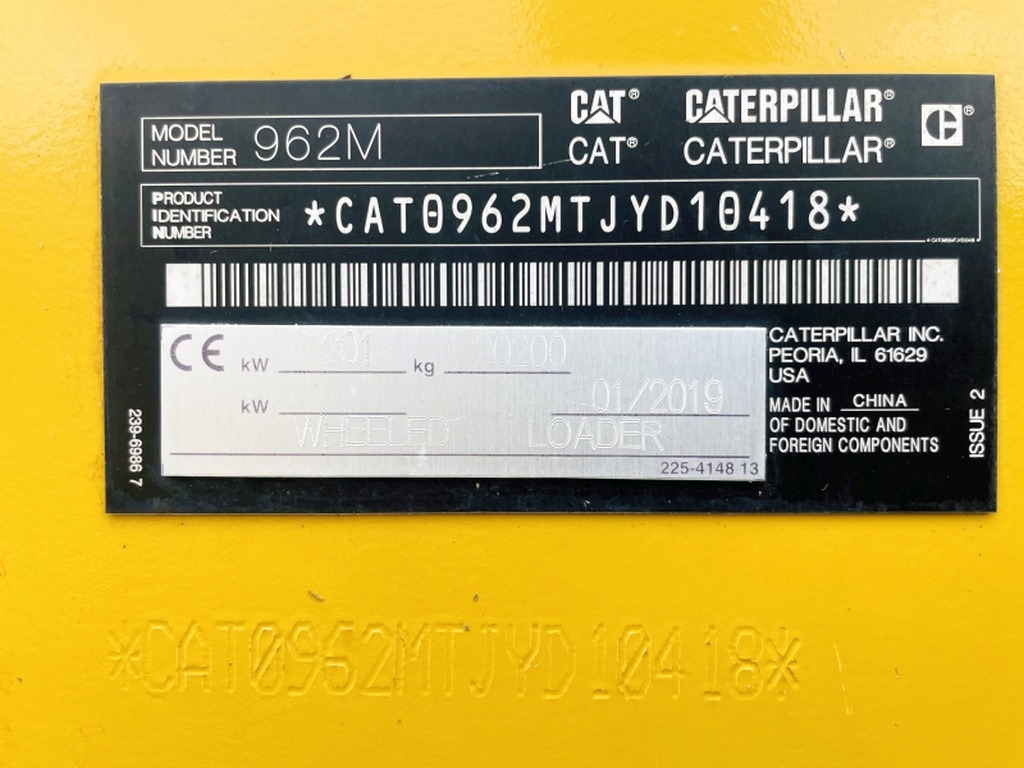 MODEL NUMBER 962M
CAT® CATERPILLAR® C®
CAT® CATERPILLAR®
PRODUCT
IDENTIFICATION
NUMBER
*CAT0962MTJYD10418*
*CAT0962MTJYD10418*
CE kW 201 kg 20200
kW 01/2019
WHEELED LOADER
225-4148 13
239-6986 7
CATERPILLAR INC.
PEORIA, IL 61629
USA
MADE IN CHINA
OF DOMESTIC AND
FOREIGN COMPONENTS
ISSUE 2
*CAT0962MTJYD10418*